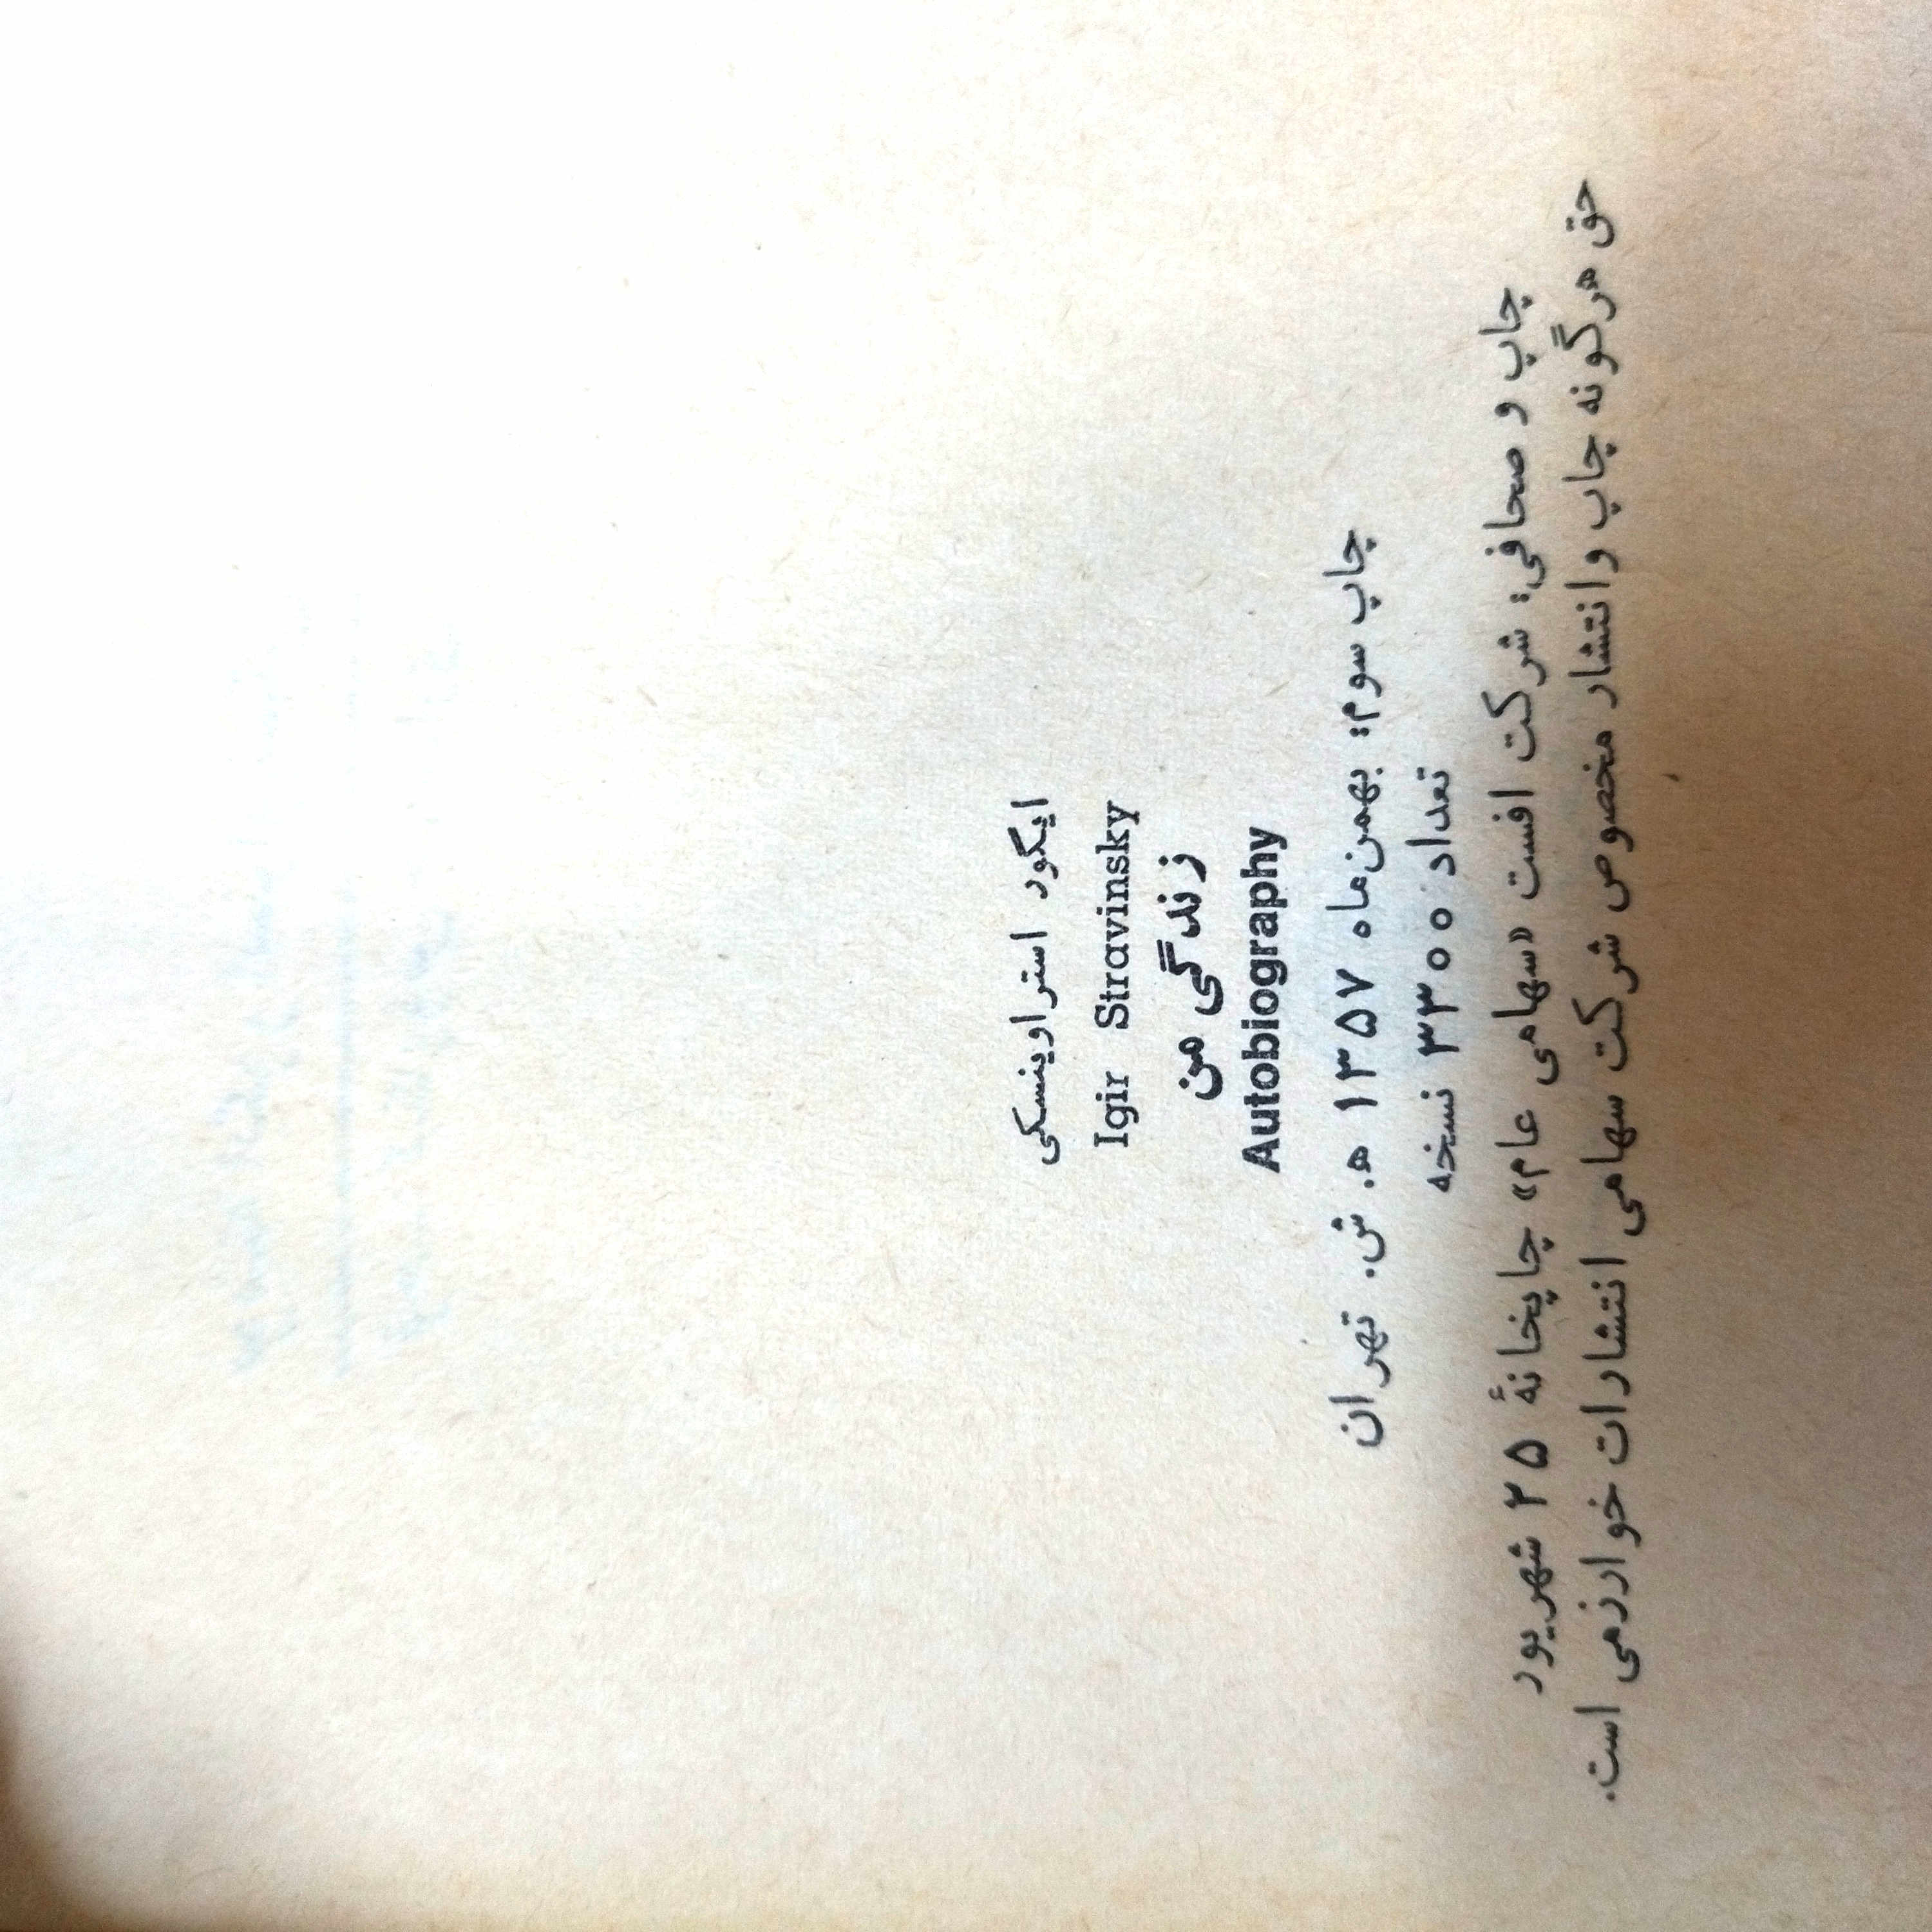 ایگور استراوینسکی
Igir Stravinsky
زندگی من
Autobiography
چاپ سوم: بهمن‌ماه ۱۳۵۷ ه‍. ش. تهران
تعداد ۳۳۰۰ نسخه
چاپ و صحافی: شرکت افست «سهامی عام» چاپخانهٔ ۲۵ شهریور
حق هرگونه چاپ و انتشار مخصوص شرکت سهامی انتشارات خوارزمی است.